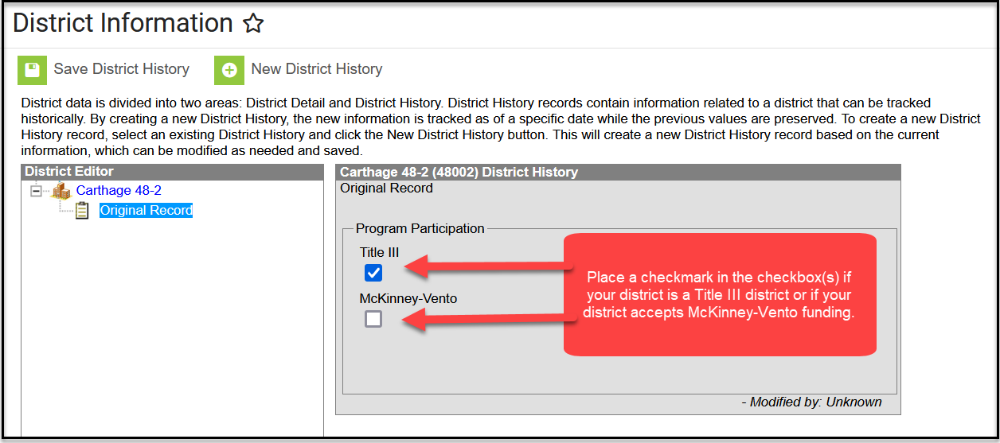 District Information
Save District History
New District History
District data is divided into two areas: District Detail and District History. District History records contain information related to a district that can be tracked
historically. By creating a new District History, the new information is tracked as of a specific date while the previous values are preserved. To create a new District
History record, select an existing District History and click the New District History button. This will create a new District History record based on the current
information, which can be modified as needed and saved.
District Editor
Carthage 48-2
Original Record
Carthage 48-2 (48002) District History
Original Record
Program Participation
Title III
McKinney-Vento
Place a checkmark in the checkbox(s) if
your district is a Title III district or if your
district accepts McKinney-Vento funding.
- Modified by: Unknown